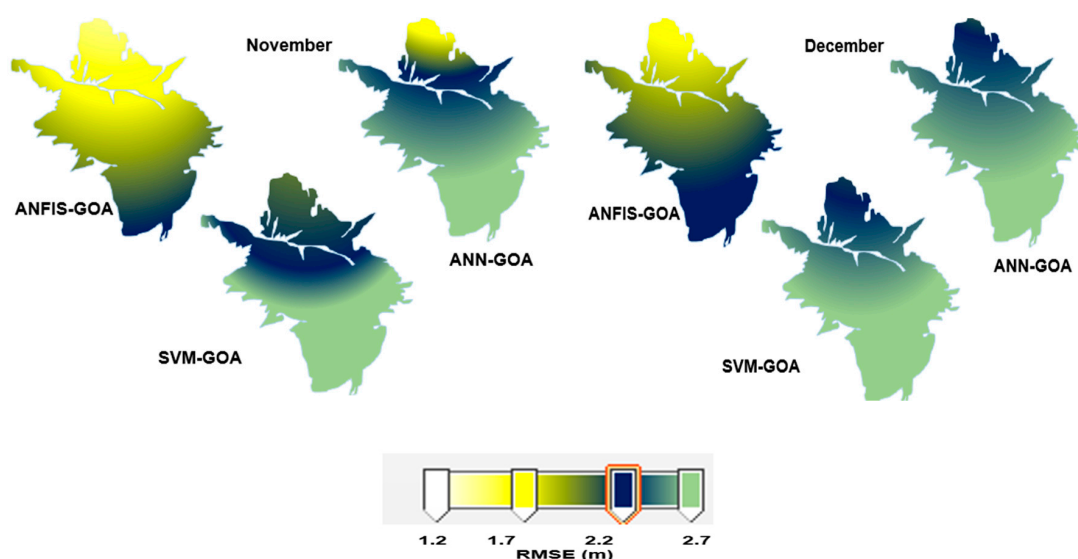 November
December
ANFIS-GOA
ANN-GOA
SVM-GOA
ANFIS-GOA
ANN-GOA
SVM-GOA
1.2 1.7 2.2 2.7
RMSE (m)